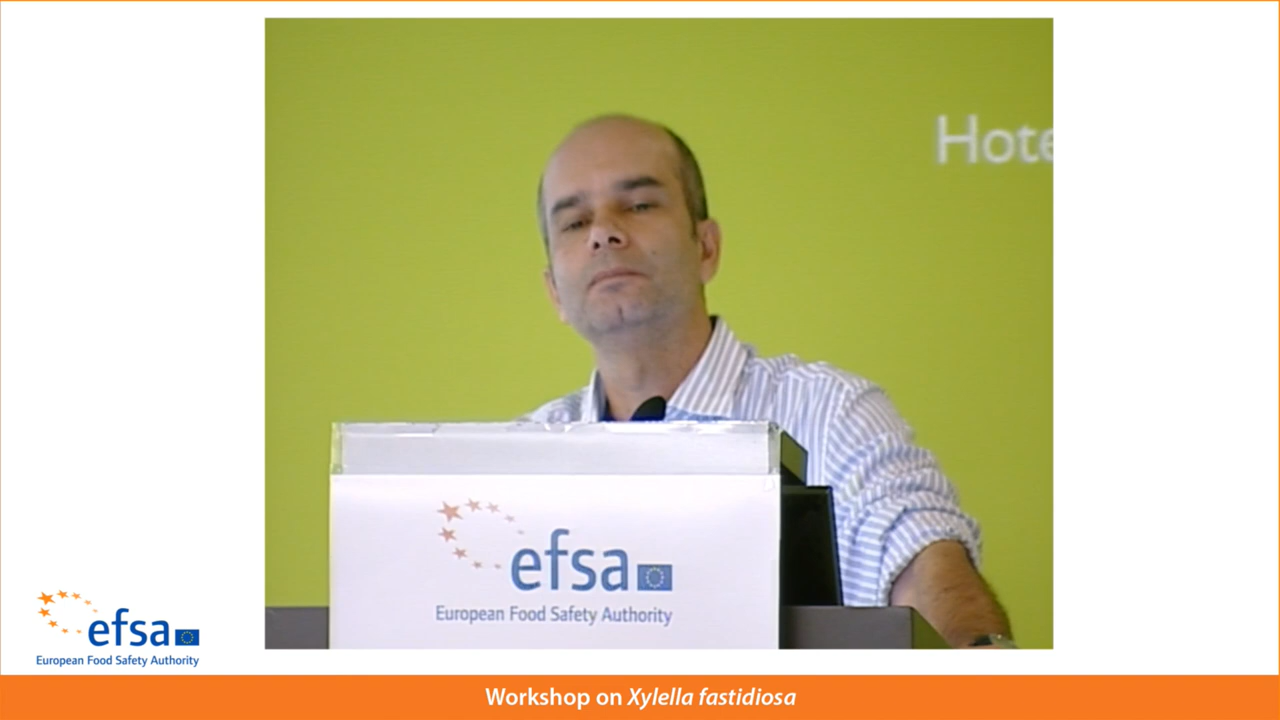 Hote
efsa
European Food Safety Authority
efsa
European Food Safety Authority
Workshop on Xylella fastidiosa